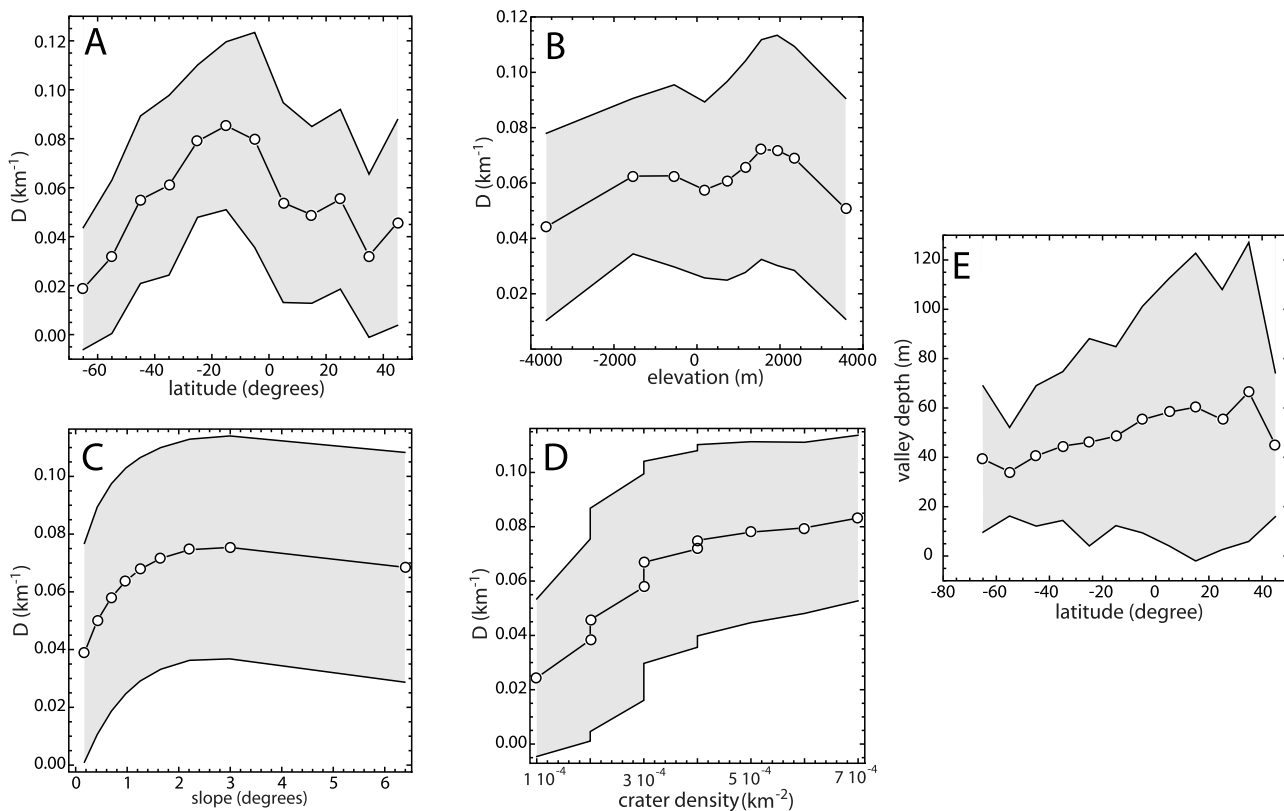 A
D (km-1)
0.12
0.10
0.08
0.06
0.04
0.02
0.00
-60 -40 -20 0 20 40
latitude (degrees)
B
D (km-1)
0.12
0.10
0.08
0.06
0.04
0.02
-4000 -2000 0 2000 4000
elevation (m)
C
D (km-1)
0.10
0.08
0.06
0.04
0.02
0.00
0 1 2 3 4 5 6
slope (degrees)
D
D (km-1)
0.10
0.08
0.06
0.04
0.02
0.00
1 10-4 3 10-4 5 10-4 7 10-4
crater density (km-2)
E
valley depth (m)
120
100
80
60
40
20
0
-80 -60 -40 -20 0 20 40
latitude (degree)